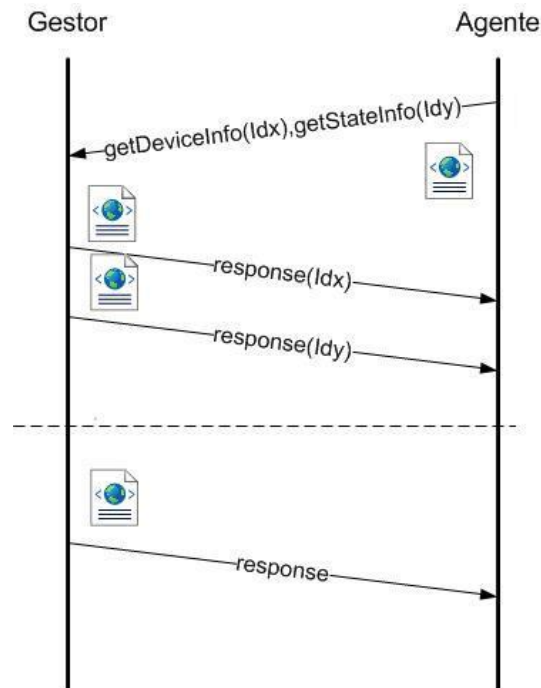 Gestor
Agente
getDeviceInfo(Idx),getStateInfo(Idy)
response(Idx)
response(Idy)
response